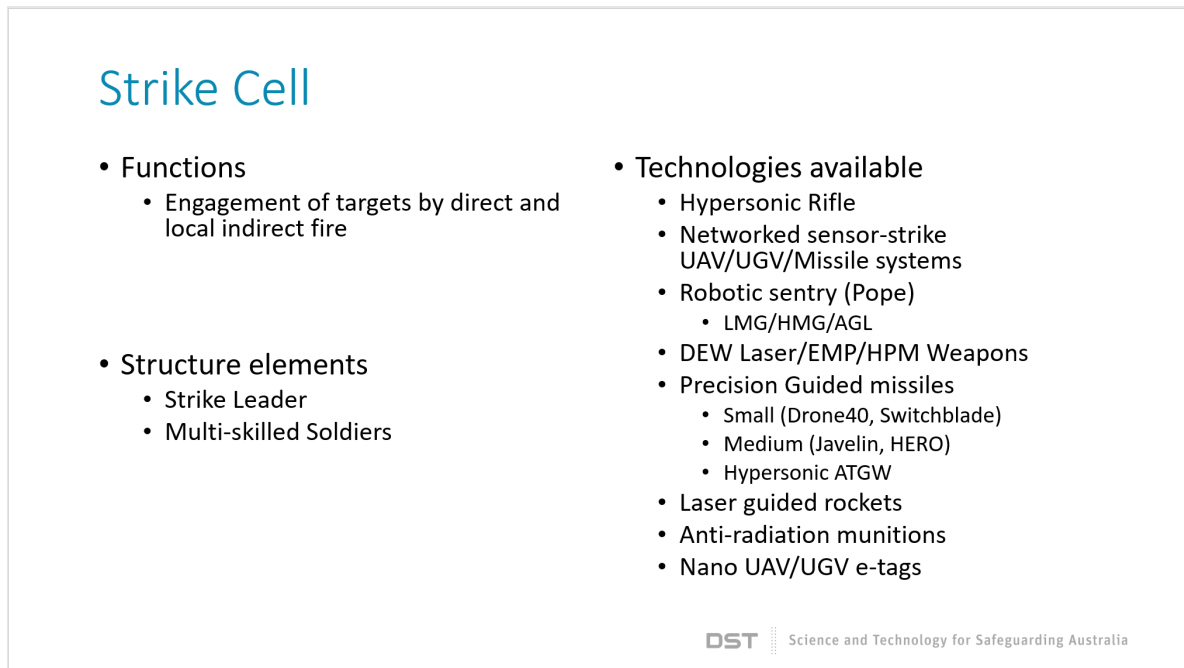 Strike Cell
• Functions
• Engagement of targets by direct and
local indirect fire
• Structure elements
• Strike Leader
• Multi-skilled Soldiers
• Technologies available
• Hypersonic Rifle
• Networked sensor-strike
UAV/UGV/Missile systems
• Robotic sentry (Pope)
• LMG/HMG/AGL
• DEW Laser/EMP/HPM Weapons
• Precision Guided missiles
• Small (Drone40, Switchblade)
• Medium (Javelin, HERO)
• Hypersonic ATGW
• Laser guided rockets
• Anti-radiation munitions
• Nano UAV/UGV e-tags
DST Science and Technology for Safeguarding Australia